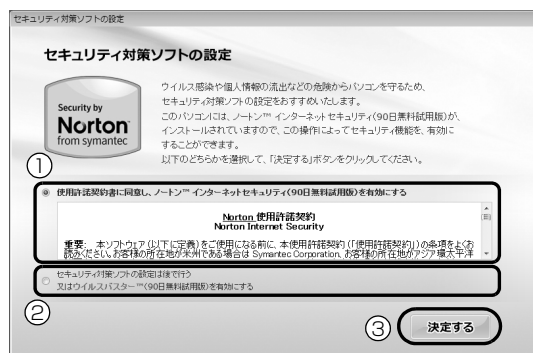 セキュリティ対策ソフトの設定
セキュリティ対策ソフトの設定
Security by
Norton™
from symantec
ウイルス感染や個人情報の流出などの危険からパソコンを守るため、
セキュリティ対策ソフトの設定をおすすめいたします。
このパソコンには、ノートン™ インターネットセキュリティ(90日無料試用版)が、
インストールされていますので、この操作によってセキュリティ機能を、有効に
することができます。
以下のどちらかを選択して、「決定する」ボタンをクリックしてください。
①
使用許諾契約書に同意し、ノートン™ インターネットセキュリティ(90日無料試用版)を有効にする
Norton 使用許諾契約
Norton Internet Security
重要: 本ソフトウェア(以下に定義)をご使用になる前に、本使用許諾契約(「使用許諾契約」)の条項をよくお
読みください。お客様の所在地が米州である場合は Symantec Corporation、お客様の所在地がアジア環太平洋
セキュリティ対策ソフトの設定は後で行う
又はウイルスバスター™(90日無料試用版)を有効にする
②
③
決定する